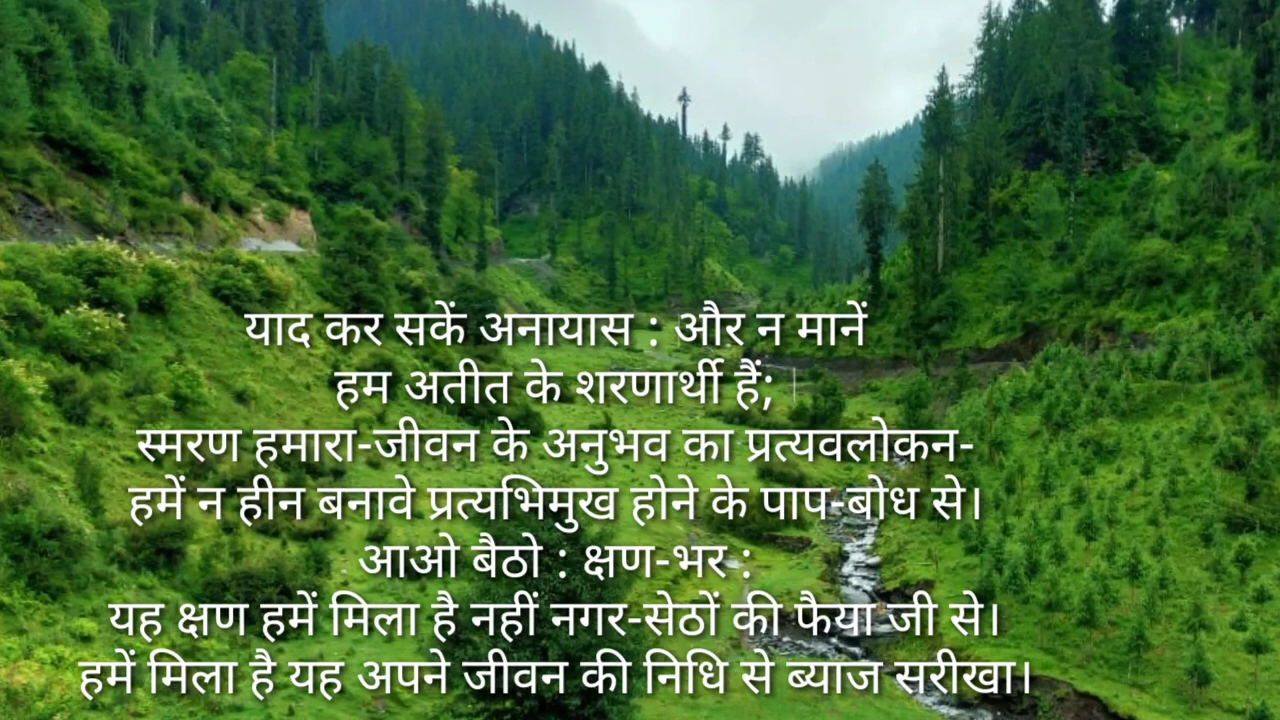 याद कर सकें अनायास : और न मानें
हम अतीत के शरणार्थी हैं;
स्मरण हमारा-जीवन के अनुभव का प्रत्यवलोकन-
हमें न हीन बनावे प्रत्यभिमुख होने के पाप-बोध से।
आओ बैठो : क्षण-भर :
यह क्षण हमें मिला है नहीं नगर-सेठों की फैया जी से।
हमें मिला है यह अपने जीवन की निधि से ब्याज सरीखा।